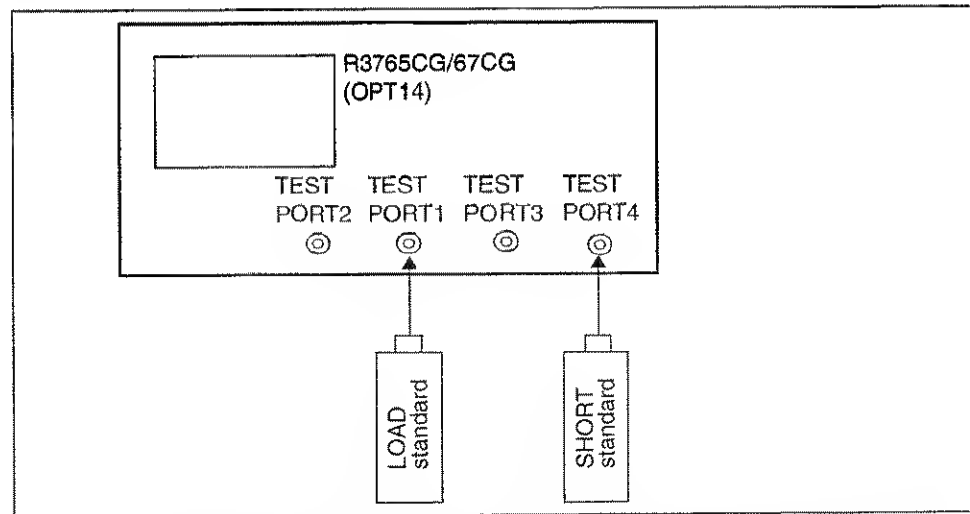 R3765CG/67CG
(OPT14)
TEST TEST TEST TEST
PORT2 PORT1 PORT3 PORT4
LOAD
standard
SHORT
standard